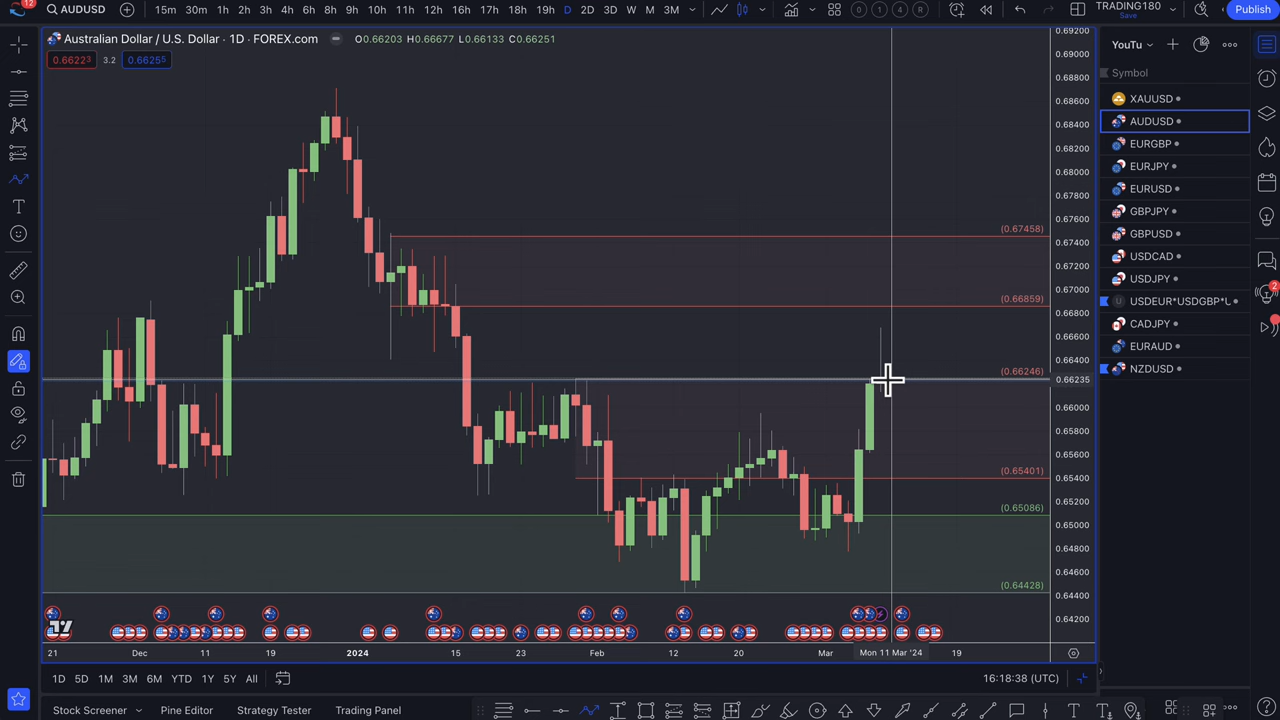 12
AUDUSD
15m 30m 1h 2h 3h 4h 6h 8h 9h 10h 11h 12h 16h 17h 18h 19h D 2D 3D W M 3M
0 1 4 R
TRADING180
Save
Publish
Australian Dollar / U.S. Dollar · 1D · FOREX.com
O0.66203 H0.66677 L0.66133 C0.66251
0.66223 3.2 0.66255
YouTu
Symbol
XAUUSD
AUDUSD
EURGBP
EURJPY
EURUSD
GBPJPY
GBPUSD
USDCAD
USDJPY
USDEUR*USDGBP*U
CADJPY
EURAUD
NZDUSD
2
(0.67458)
(0.66859)
(0.66246)
(0.65401)
(0.65086)
(0.64428)
0.69200
0.69000
0.68800
0.68600
0.68400
0.68200
0.68000
0.67800
0.67600
0.67400
0.67200
0.67000
0.66800
0.66600
0.66400
0.66235
0.66000
0.65800
0.65600
0.65400
0.65200
0.65000
0.64800
0.64600
0.64400
0.64200
21 Dec 11 19 2024 15 23 Feb 12 20 Mar Mon 11 Mar '24 19
1D 5D 1M 3M 6M YTD 1Y 5Y All
16:18:38 (UTC)
Stock Screener Pine Editor Strategy Tester Trading Panel